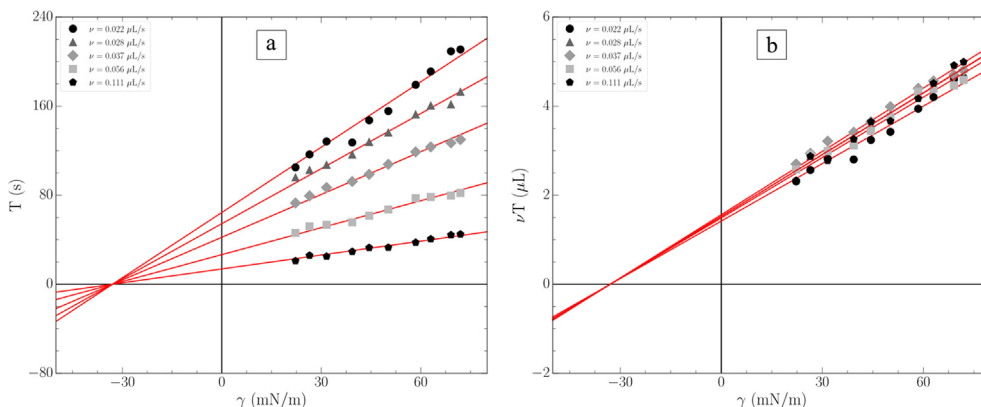 240
160
80
0
−80
T (s)
a
ν = 0.022 μL/s
ν = 0.028 μL/s
ν = 0.037 μL/s
ν = 0.056 μL/s
ν = 0.111 μL/s
−30
0
30
60
γ (mN/m)
6
4
2
0
−2
νT (μL)
b
ν = 0.022 μL/s
ν = 0.028 μL/s
ν = 0.037 μL/s
ν = 0.056 μL/s
ν = 0.111 μL/s
−30
0
30
60
γ (mN/m)